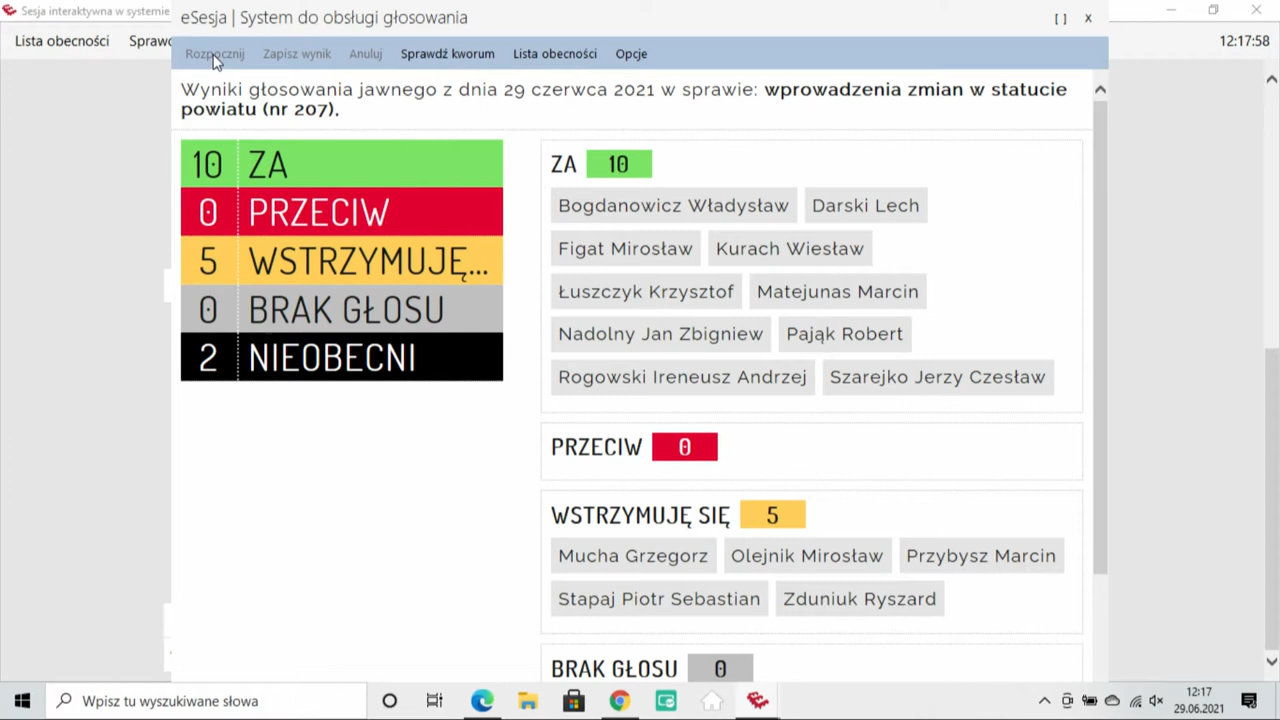 Sesja interaktywna w systemie
eSesja | System do obsługi głosowania
[ ] x
Lista obecności
Rozpocznij Zapisz wynik Anuluj Sprawdź kworum Lista obecności Opcje
12:17:58
Wyniki głosowania jawnego z dnia 29 czerwca 2021 w sprawie: wprowadzenia zmian w statucie
powiatu (nr 207),
10 ZA
0 PRZECIW
5 WSTRZYMUJĘ...
0 BRAK GŁOSU
2 NIEOBECNI
ZA 10
Bogdanowicz Władysław Darski Lech
Figat Mirosław Kurach Wiesław
Łuszczyk Krzysztof Matejunas Marcin
Nadolny Jan Zbigniew Pająk Robert
Rogowski Ireneusz Andrzej Szarejko Jerzy Czesław
PRZECIW 0
WSTRZYMUJĘ SIĘ 5
Mucha Grzegorz Olejnik Mirosław Przybysz Marcin
Stapaj Piotr Sebastian Zduniuk Ryszard
BRAK GŁOSU 0
Wpisz tu wyszukiwane słowa
12:17
29.06.2021